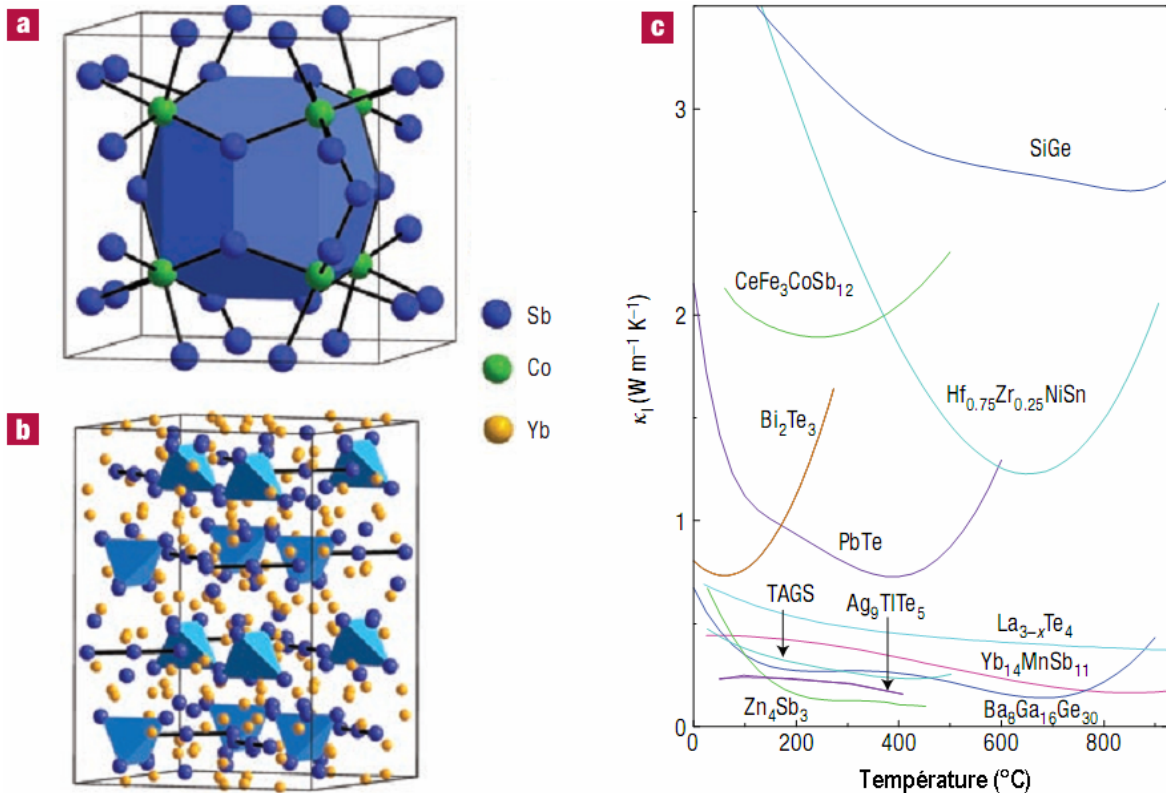 a
Sb
Co
Yb
b
c
3
2
1
0
κl (W m⁻¹ K⁻¹)
SiGe
CeFe₃CoSb₁₂
Hf₀.₇₅Zr₀.₂₅NiSn
Bi₂Te₃
PbTe
TAGS
Ag₉TlTe₅
La₃₋ₓTe₄
Yb₁₄MnSb₁₁
Zn₄Sb₃
Ba₈Ga₁₆Ge₃₀
0 200 400 600 800
Température (°C)